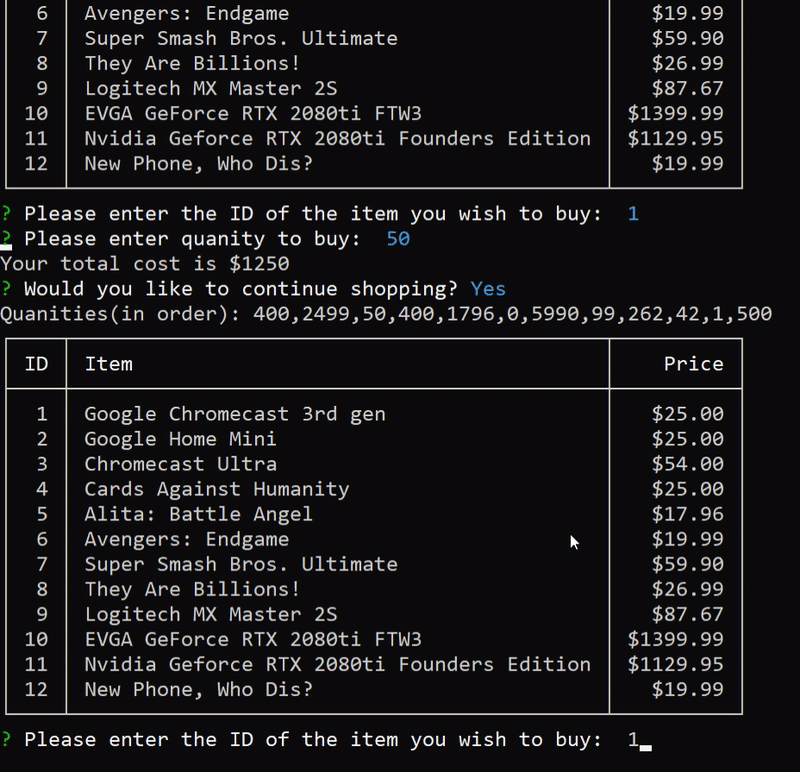 6 Avengers: Endgame $19.99
7 Super Smash Bros. Ultimate $59.90
8 They Are Billions! $26.99
9 Logitech MX Master 2S $87.67
10 EVGA GeForce RTX 2080ti FTW3 $1399.99
11 Nvidia Geforce RTX 2080ti Founders Edition $1129.95
12 New Phone, Who Dis? $19.99
? Please enter the ID of the item you wish to buy: 1
? Please enter quanity to buy: 50
Your total cost is $1250
? Would you like to continue shopping? Yes
Quanities(in order): 400,2499,50,400,1796,0,5990,99,262,42,1,500
ID Item Price
1 Google Chromecast 3rd gen $25.00
2 Google Home Mini $25.00
3 Chromecast Ultra $54.00
4 Cards Against Humanity $25.00
5 Alita: Battle Angel $17.96
6 Avengers: Endgame $19.99
7 Super Smash Bros. Ultimate $59.90
8 They Are Billions! $26.99
9 Logitech MX Master 2S $87.67
10 EVGA GeForce RTX 2080ti FTW3 $1399.99
11 Nvidia Geforce RTX 2080ti Founders Edition $1129.95
12 New Phone, Who Dis? $19.99
? Please enter the ID of the item you wish to buy: 1